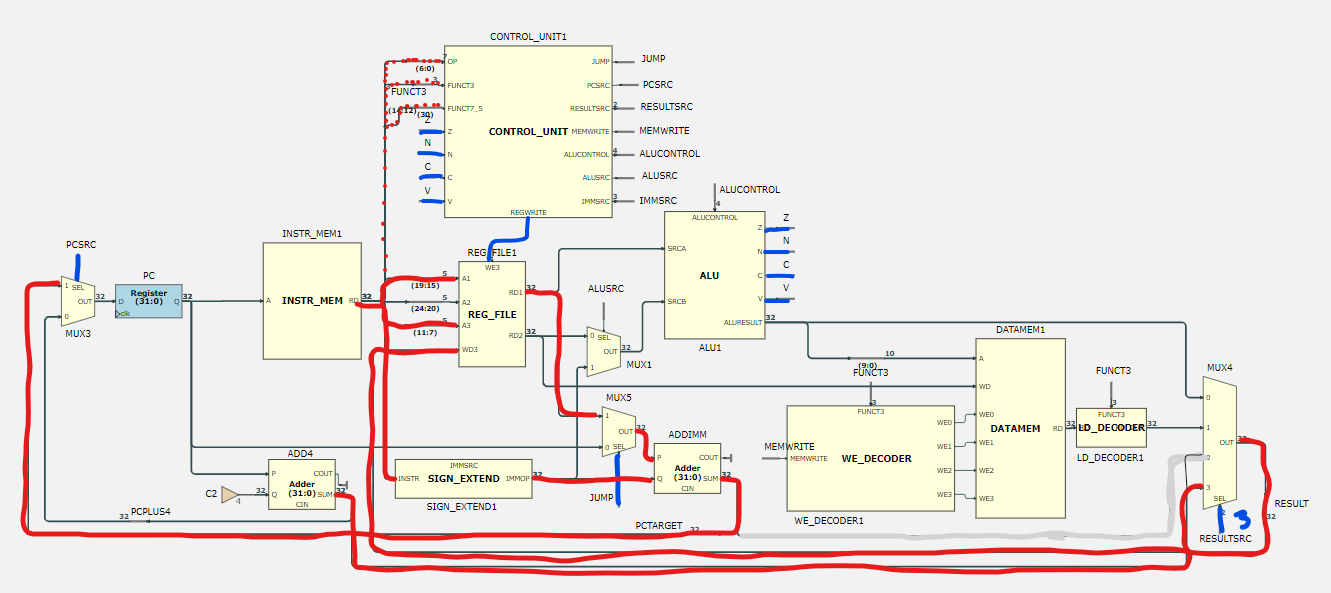 CONTROL_UNIT1
7
OP
(6:0)
3
FUNCT3
FUNCT3
(14:12)
(30)
FUNCT7_5
Z
Z
N
N
C
C
V
V
CONTROL_UNIT
REGWRITE
JUMP
JUMP
PCSRC
PCSRC
RESULTSRC
2
RESULTSRC
MEMWRITE
MEMWRITE
ALUCONTROL
4
ALUCONTROL
ALUSRC
ALUSRC
IMMSRC
3
IMMSRC
PCSRC
1
SEL
OUT
32
0
MUX3
PC
D
Register
(31:0)
Q
32
clk
INSTR_MEM1
A
INSTR_MEM
RD
32
REG_FILE1
WE3
5
A1
(19:15)
5
A2
(24:20)
5
A3
(11:7)
WD3
REG_FILE
RD1
32
RD2
32
ALUSRC
0
SEL
OUT
32
1
MUX1
ALUCONTROL
4
ALUCONTROL
SRCA
ALU
SRCB
Z
Z
N
N
C
C
V
V
ALURESULT
32
ALU1
10
(9:0)
FUNCT3
3
FUNCT3
WE0
WE1
WE2
WE3
MEMWRITE
MEMWRITE
WE_DECODER
WE_DECODER1
DATAMEM1
A
WD
WE0
WE1
WE2
WE3
DATAMEM
RD
32
FUNCT3
3
FUNCT3
LD_DECODER
32
LD_DECODER1
MUX4
0
1
2
3
OUT
32
SEL
2
3
RESULTSRC
RESULT
32
MUX5
1
OUT
32
0
SEL
JUMP
ADDIMM
P
COUT
Adder
(31:0)
Q
SUM
32
CIN
IMMSRC
INSTR
SIGN_EXTEND
IMMOP
32
SIGN_EXTEND1
ADD4
P
COUT
Adder
(31:0)
C2
4
32
Q
SUM
32
CIN
32
PCPLUS4
PCTARGET
32